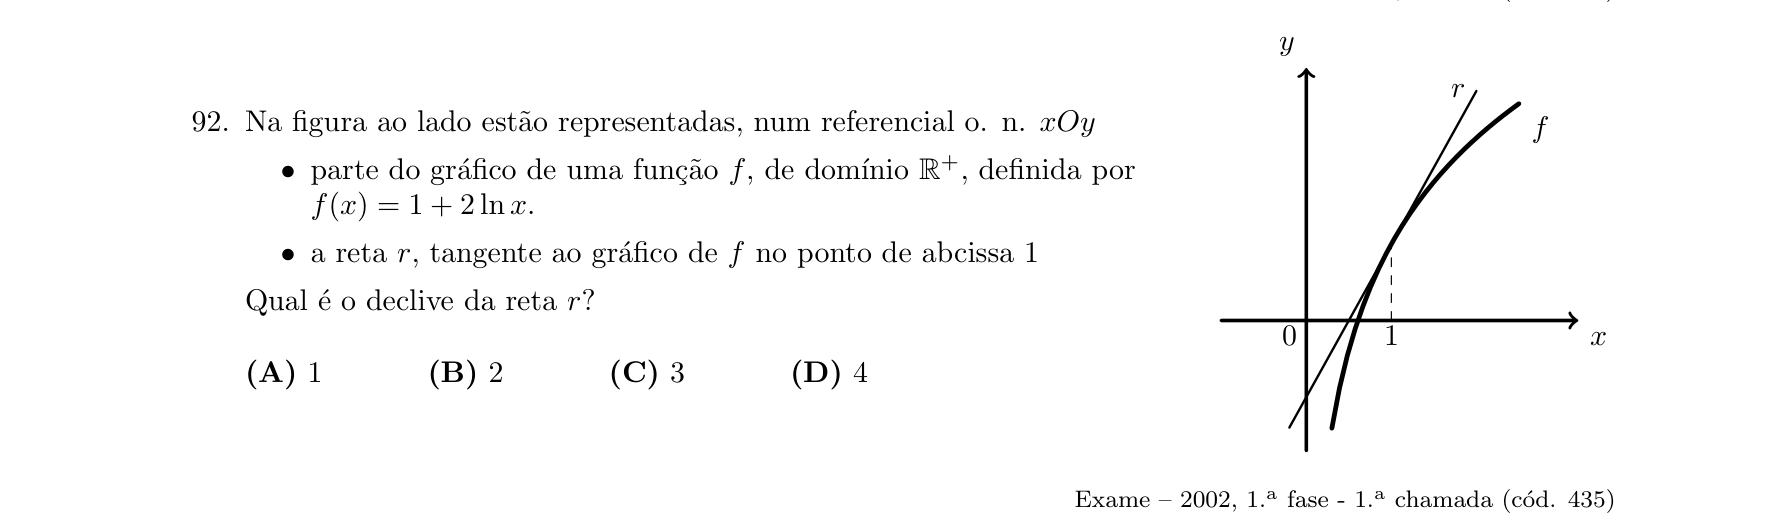 92. Na figura ao lado estão representadas, num referencial o. n. xOy
• parte do gráfico de uma função f, de domínio ℝ⁺, definida por
f(x) = 1 + 2 ln x.
• a reta r, tangente ao gráfico de f no ponto de abcissa 1
Qual é o declive da reta r?
(A) 1 (B) 2 (C) 3 (D) 4
y
r
f
0
1
x
Exame – 2002, 1.ª fase - 1.ª chamada (cód. 435)